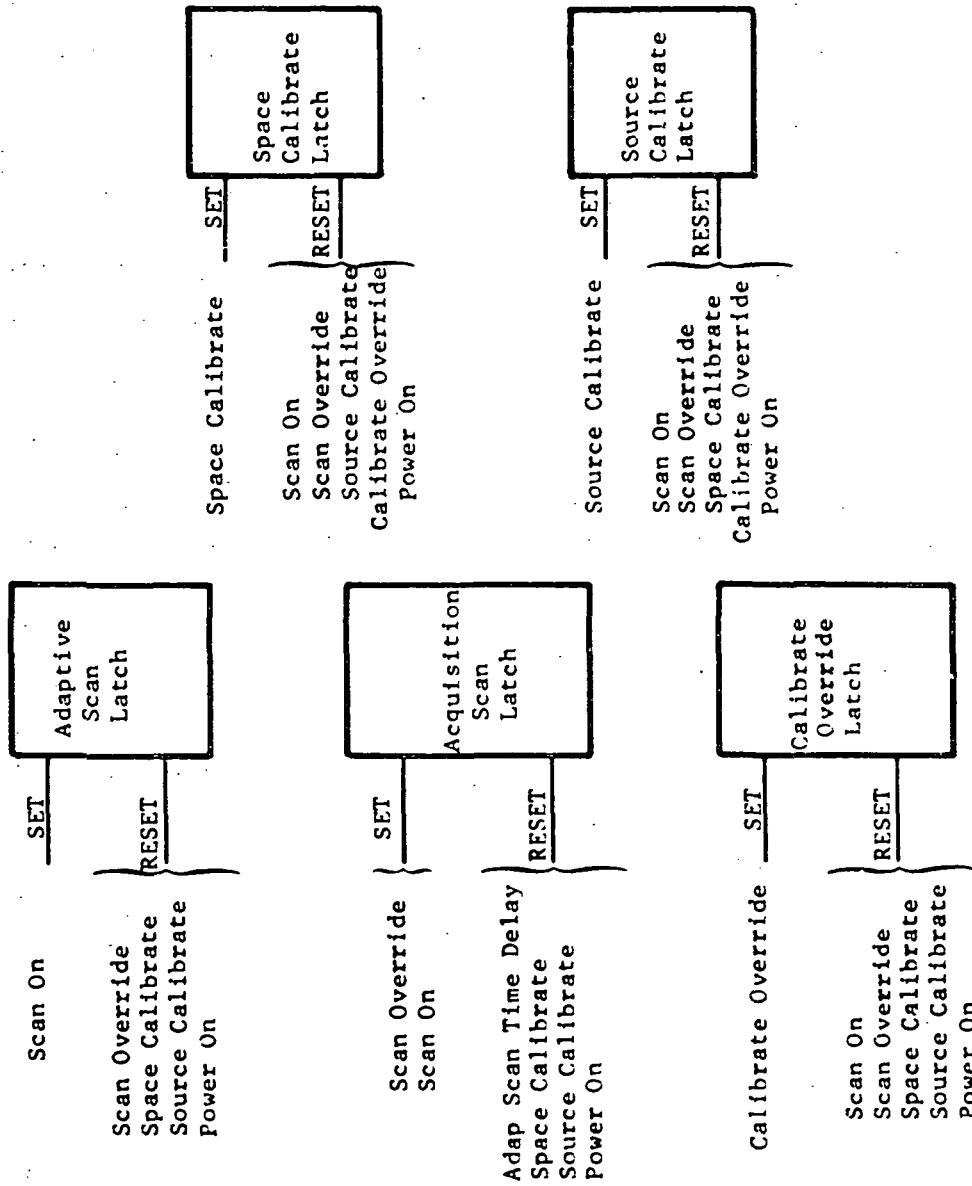 Scan On
SET
Adaptive
Scan
Latch
Scan Override
Space Calibrate
Source Calibrate
Power On
RESET
Scan Override
Scan On
SET
Acquisition
Scan
Latch
Adap Scan Time Delay
Space Calibrate
Source Calibrate
Power On
RESET
Calibrate Override
SET
Calibrate
Override
Latch
Scan On
Scan Override
Space Calibrate
Source Calibrate
Power On
RESET
Space Calibrate
SET
Space
Calibrate
Latch
Scan On
Scan Override
Source Calibrate
Calibrate Override
Power On
RESET
Source Calibrate
SET
Source
Calibrate
Latch
Scan On
Scan Override
Space Calibrate
Calibrate Override
Power On
RESET